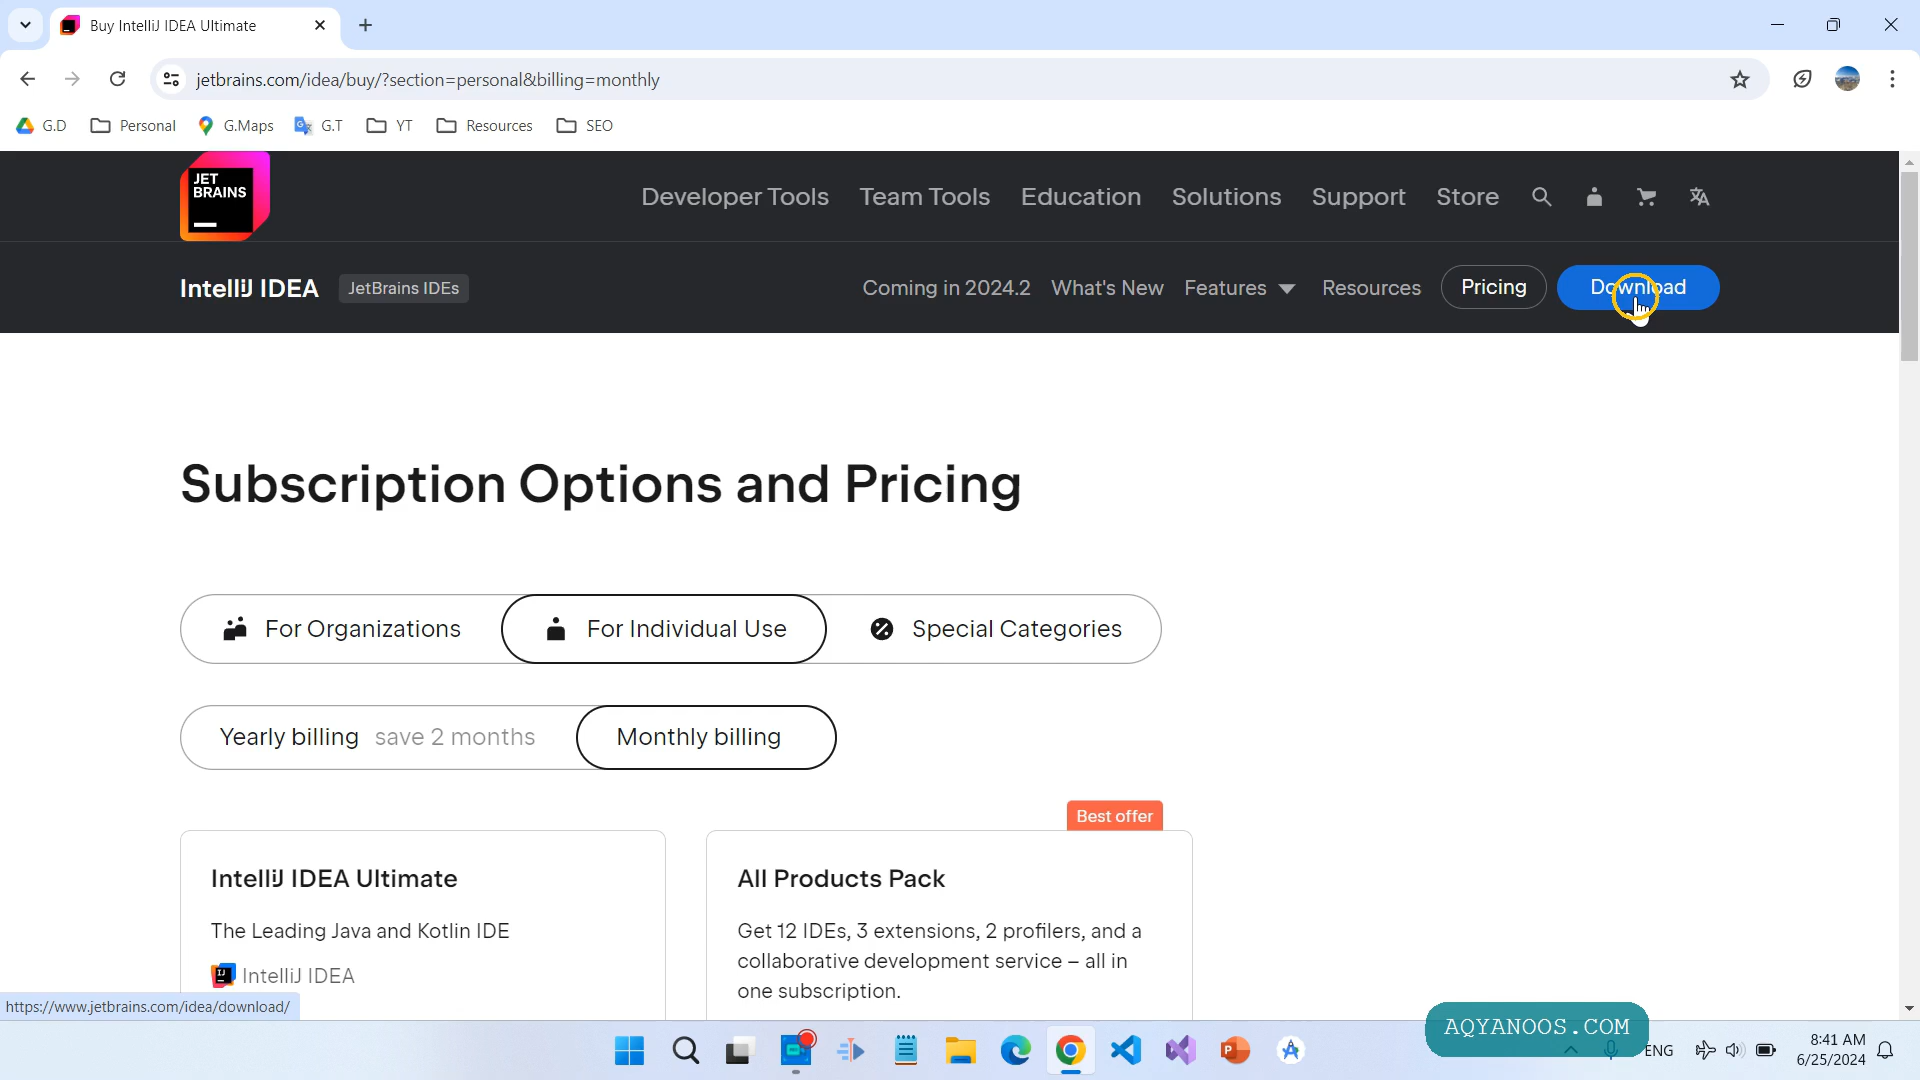 Buy IntelliJ IDEA Ultimate
jetbrains.com/idea/buy/?section=personal&billing=monthly
G.D Personal G.Maps G.T YT Resources SEO
JET
BRAINS
Developer Tools Team Tools Education Solutions Support Store
IntelliJ IDEA JetBrains IDEs Coming in 2024.2 What's New Features Resources Pricing Download
Subscription Options and Pricing
For Organizations For Individual Use Special Categories
Yearly billing save 2 months Monthly billing
Best offer
IntelliJ IDEA Ultimate
The Leading Java and Kotlin IDE
IJ IntelliJ IDEA
All Products Pack
Get 12 IDEs, 3 extensions, 2 profilers, and a
collaborative development service – all in
one subscription.
https://www.jetbrains.com/idea/download/
AQYANOOS.COM
ENG
8:41 AM
6/25/2024